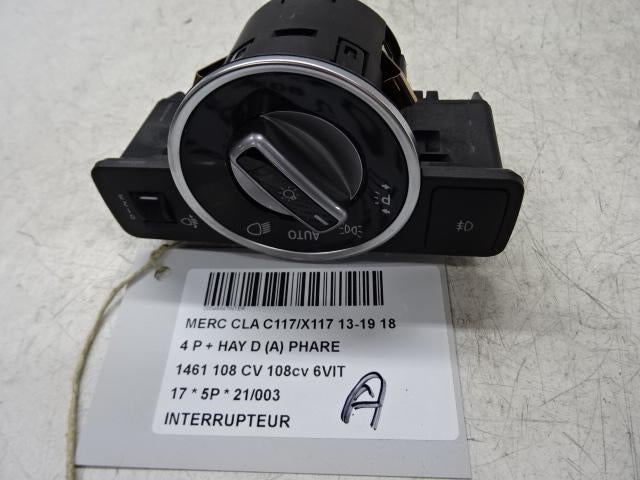 AUTO
MERC CLA C117/X117 13-19 18
4 P + HAY D (A) PHARE
1461 108 CV 108cv 6VIT
17 * 5P * 21/003
INTERRUPTEUR
A